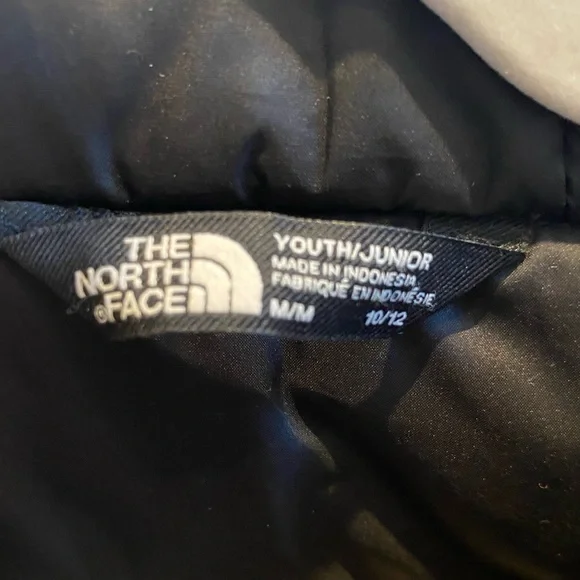 THE
NORTH
FACE
YOUTH/JUNIOR
MADE IN INDONESIA
FABRIQUÉ EN INDONÉSIE
M/M 10/12